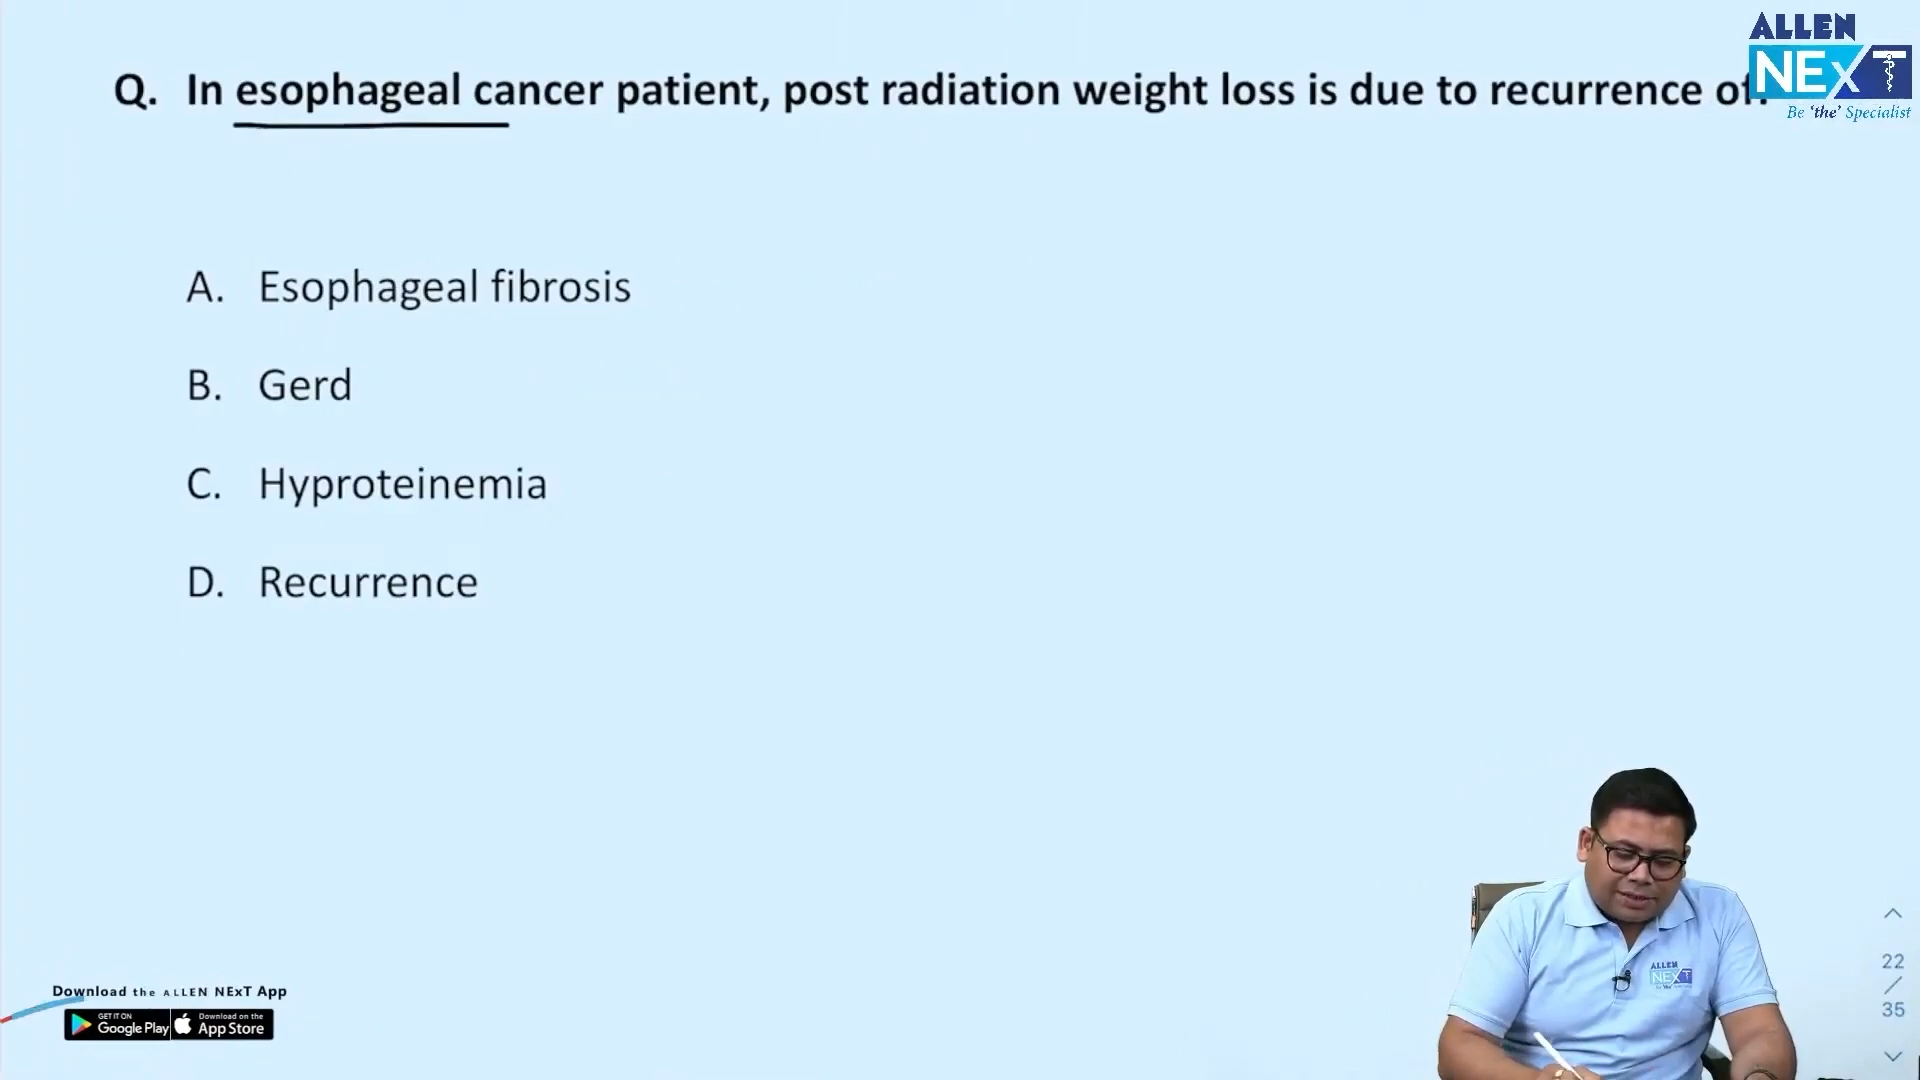 ALLEN
NEXT
Be 'the' Specialist
Q. In esophageal cancer patient, post radiation weight loss is due to recurrence of:
A. Esophageal fibrosis
B. Gerd
C. Hyproteinemia
D. Recurrence
ALLEN
NEXT
22
/
35
Download the ALLEN NExT App
GET IT ON
Google Play
Download on the
App Store